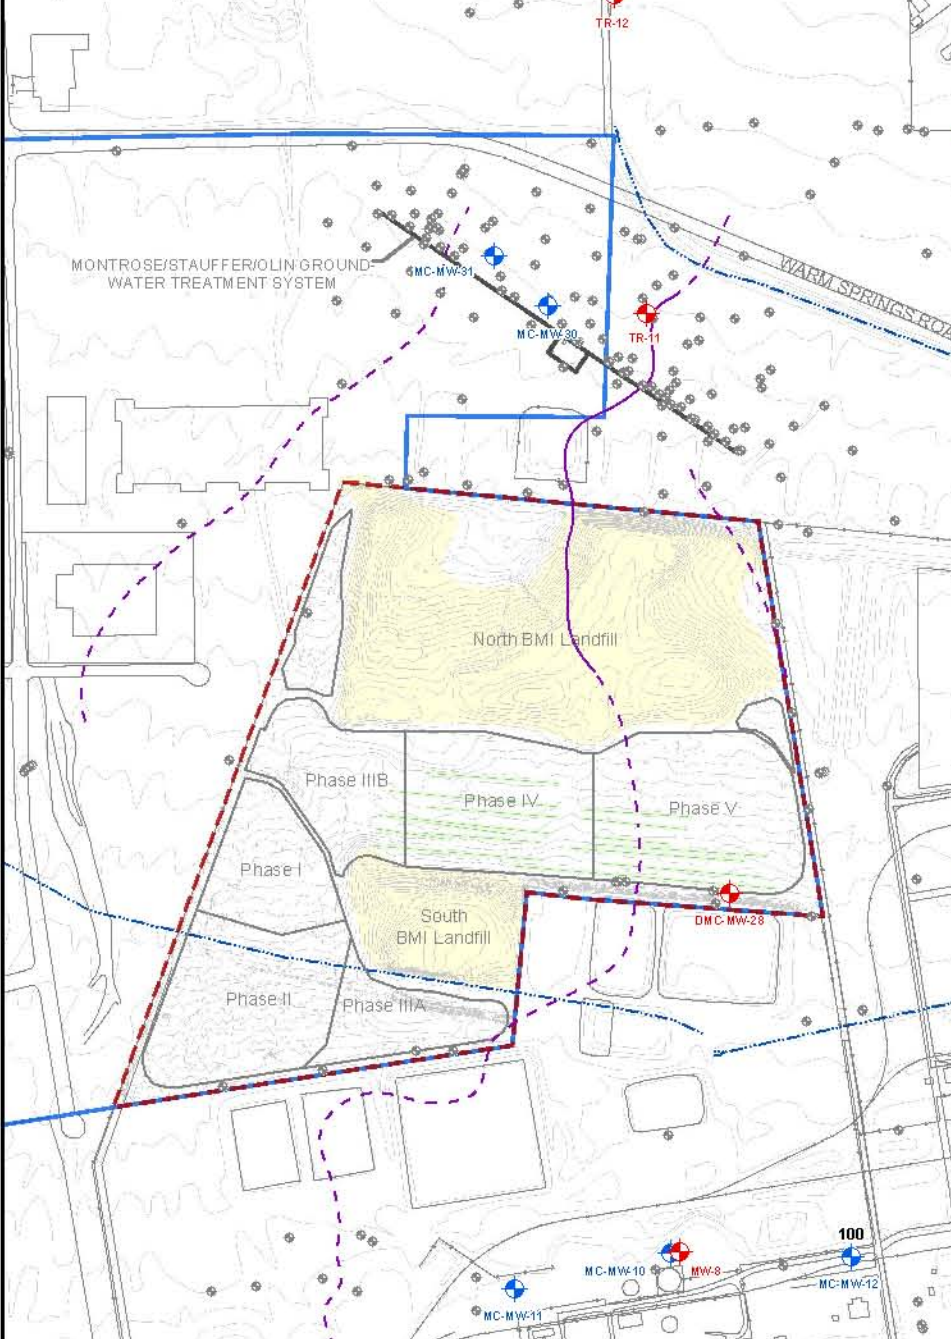 TR-12
WARM SPRINGS ROA
MONTROSE/STAUFFER/OLIN GROUND-
WATER TREATMENT SYSTEM
MC-MW-31
MC-MW-30
TR-11
North BMI Landfill
Phase IIIB
Phase IV
Phase V
Phase I
South
BMI Landfill
DMC-MW-28
Phase II
Phase IIIA
100
MC-MW-10
MW-8
MC-MW-12
MC-MW-11